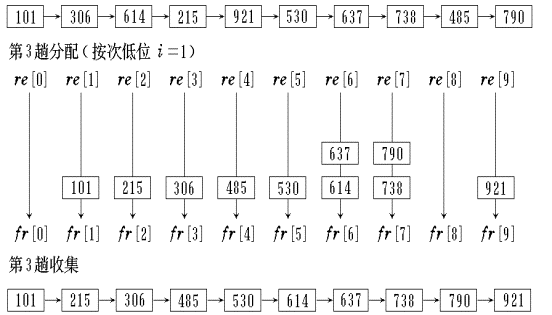 101 306 614 215 921 530 637 738 485 790
第3趟分配(按次低位 i=1)
re[0] re[1] re[2] re[3] re[4] re[5] re[6] re[7] re[8] re[9]
637 790
101 215 306 485 530 614 738 921
fr[0] fr[1] fr[2] fr[3] fr[4] fr[5] fr[6] fr[7] fr[8] fr[9]
第3趟收集
101 215 306 485 530 614 637 738 790 921